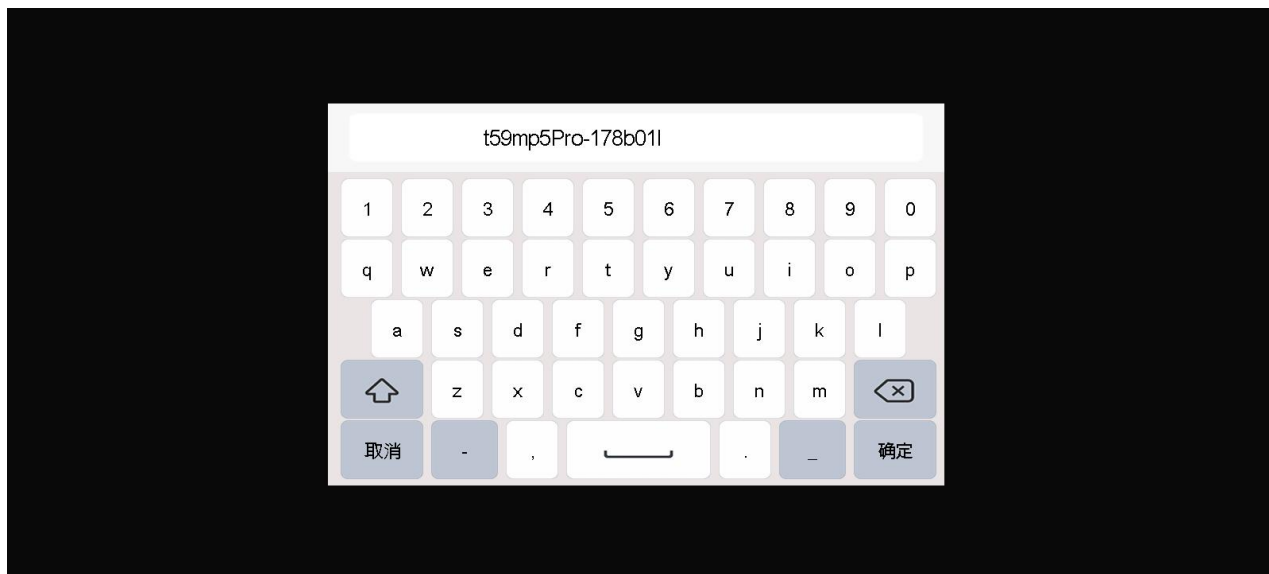 t59mp5Pro-178b01l
1 2 3 4 5 6 7 8 9 0
q w e r t y u i o p
a s d f g h j k l
z x c v b n m
取消 - , . _ 确定